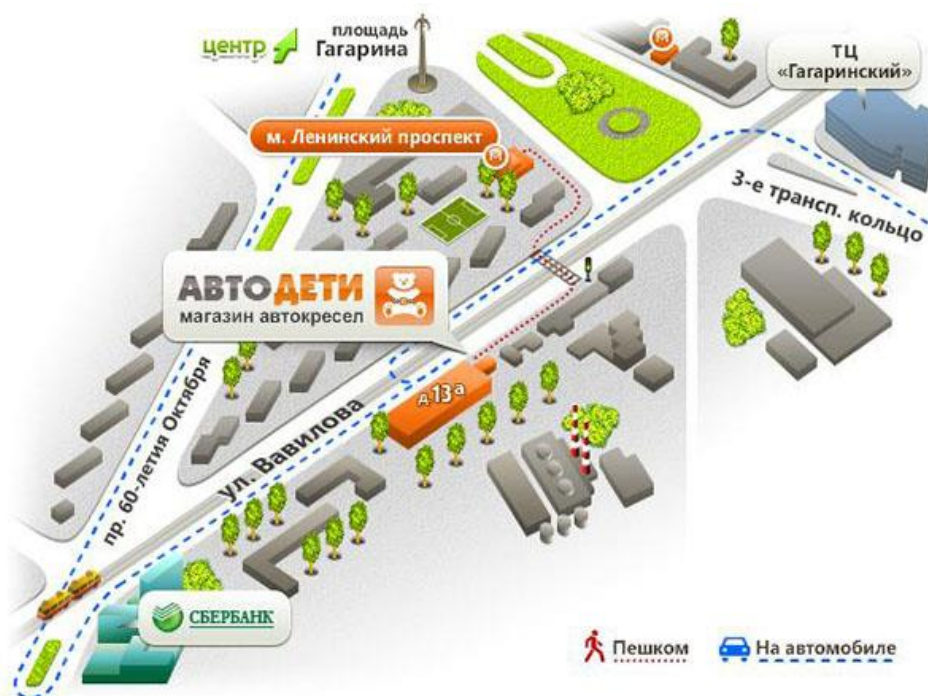 центр
площадь
Гагарина
М
ТЦ
«Гагаринский»
м. Ленинский проспект
М
3-е трансп. кольцо
АВТОДЕТИ
магазин автокресел
д.13а
ул. Вавилова
пр. 60-летия Октября
СБЕРБАНК
Пешком
На автомобиле